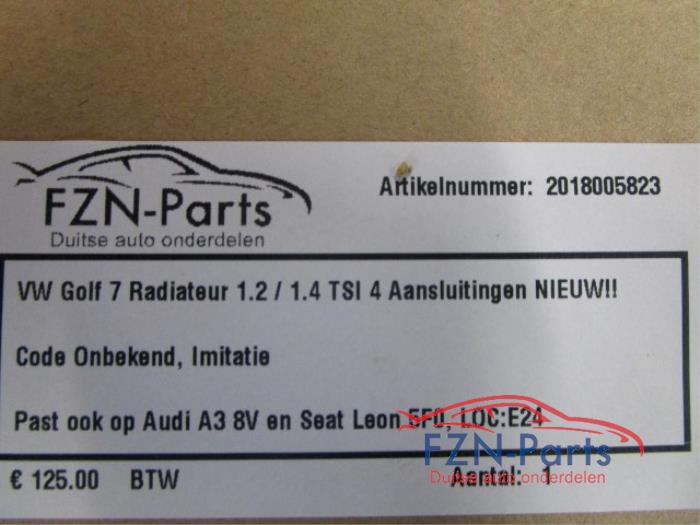 FZN-Parts
Duitse auto onderdelen
Artikelnummer: 2018005823
VW Golf 7 Radiateur 1.2 / 1.4 TSI 4 Aansluitingen NIEUW!!
Code Onbekend, Imitatie
Past ook op Audi A3 8V en Seat Leon 5F0, LOC:E24
€ 125.00 BTW
Aantal: 1
FZN-Parts
Duitse auto onderdelen